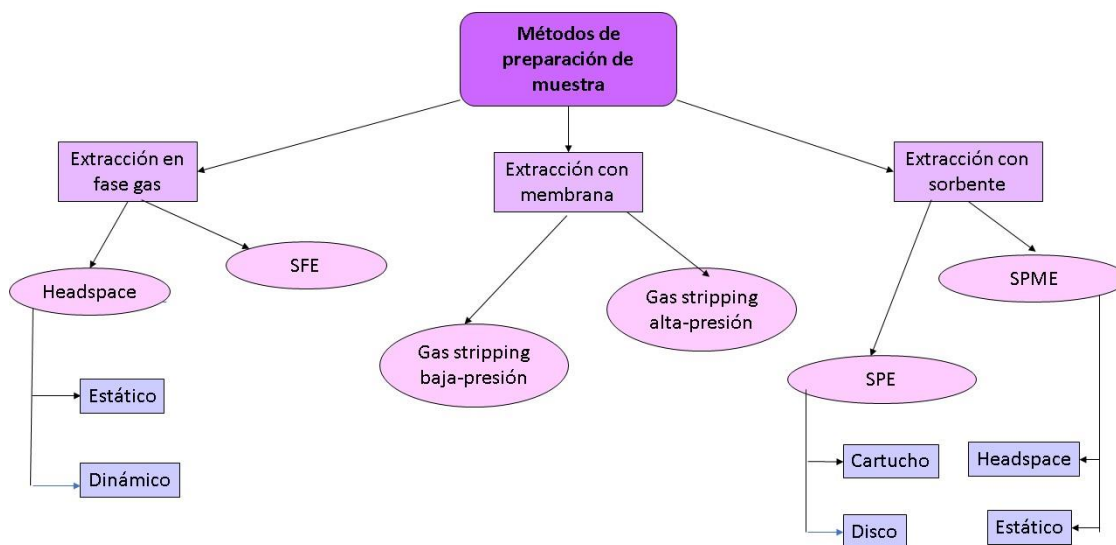 Métodos de
preparación de
muestra
Extracción en
fase gas
Extracción con
membrana
Extracción con
sorbente
SFE
Headspace
SPME
Gas stripping
alta-presión
Gas stripping
baja-presión
SPE
Estático
Dinámico
Cartucho
Headspace
Disco
Estático